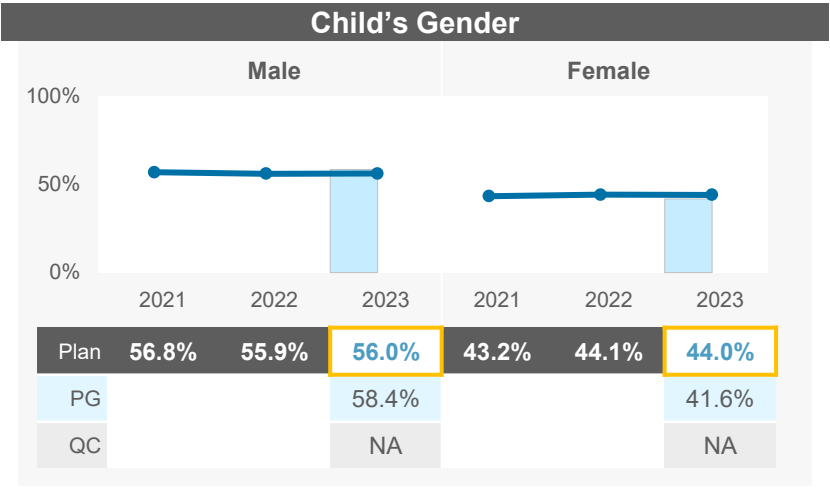 Child’s Gender
Male Female
100%
50%
0%
2021 2022 2023 2021 2022 2023
Plan 56.8% 55.9% 56.0% 43.2% 44.1% 44.0%
PG 58.4% 41.6%
QC NA NA